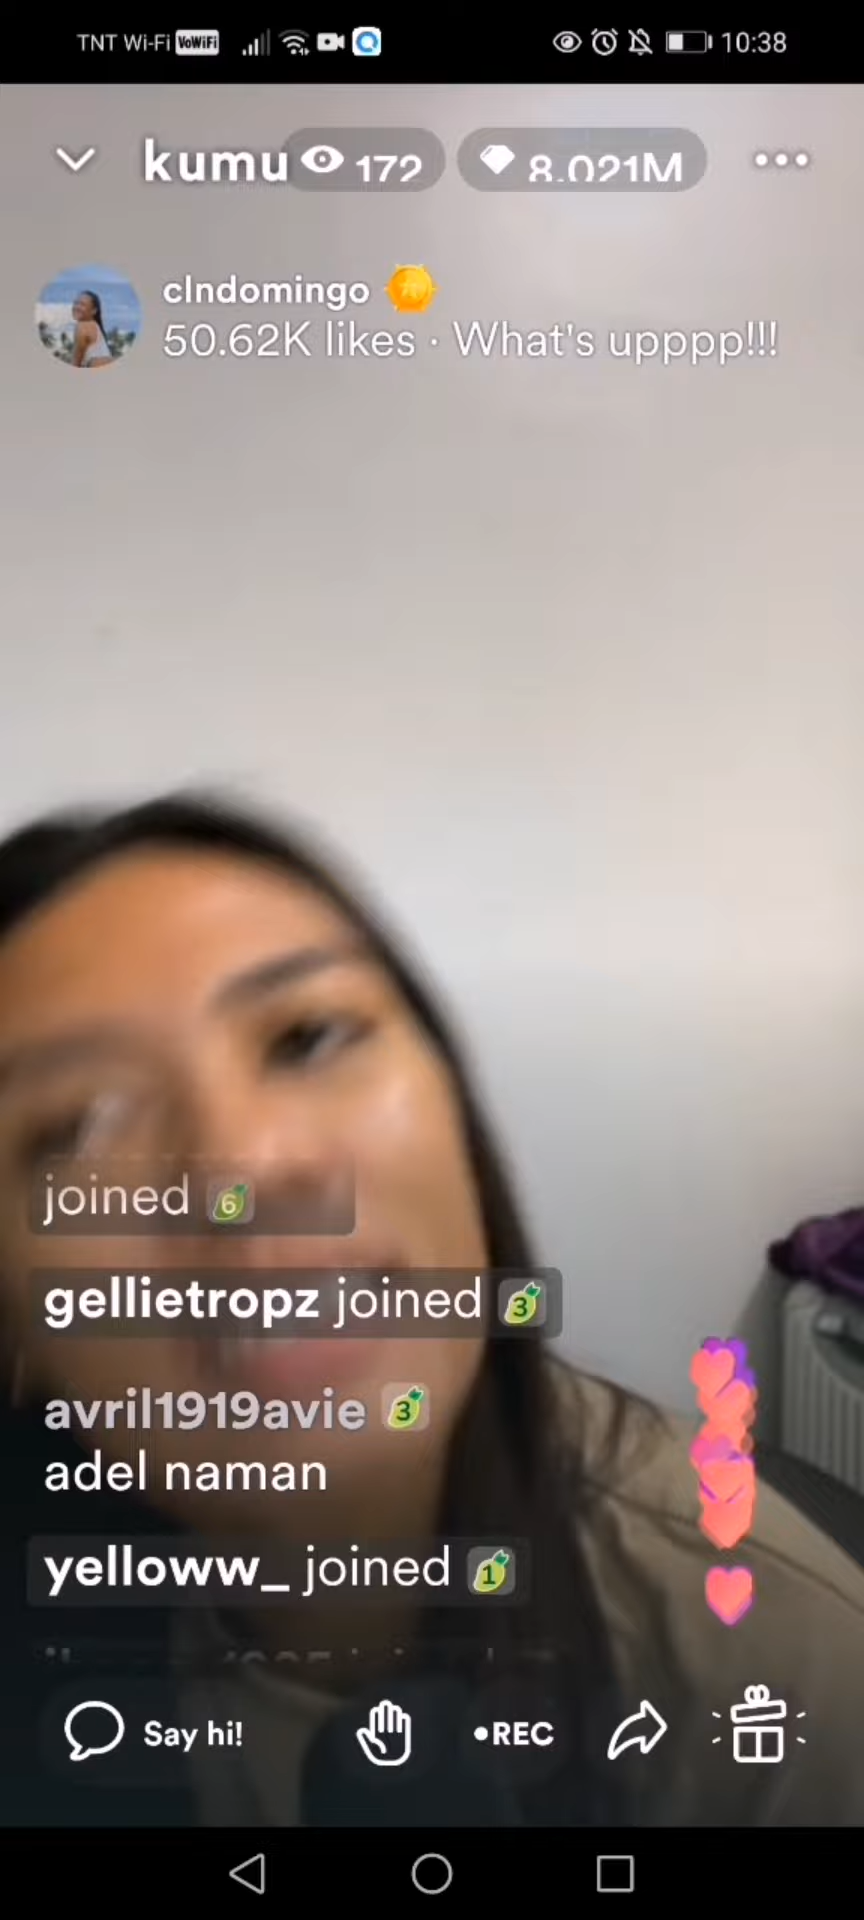 TNT Wi-Fi VoWiFi 10:38
kumu 172 8.021M
clndomingo
50.62K likes · What's upppp!!!
joined 6
gellietropz joined 3
avril1919avie 3
adel naman
yelloww_ joined 1
Say hi! •REC